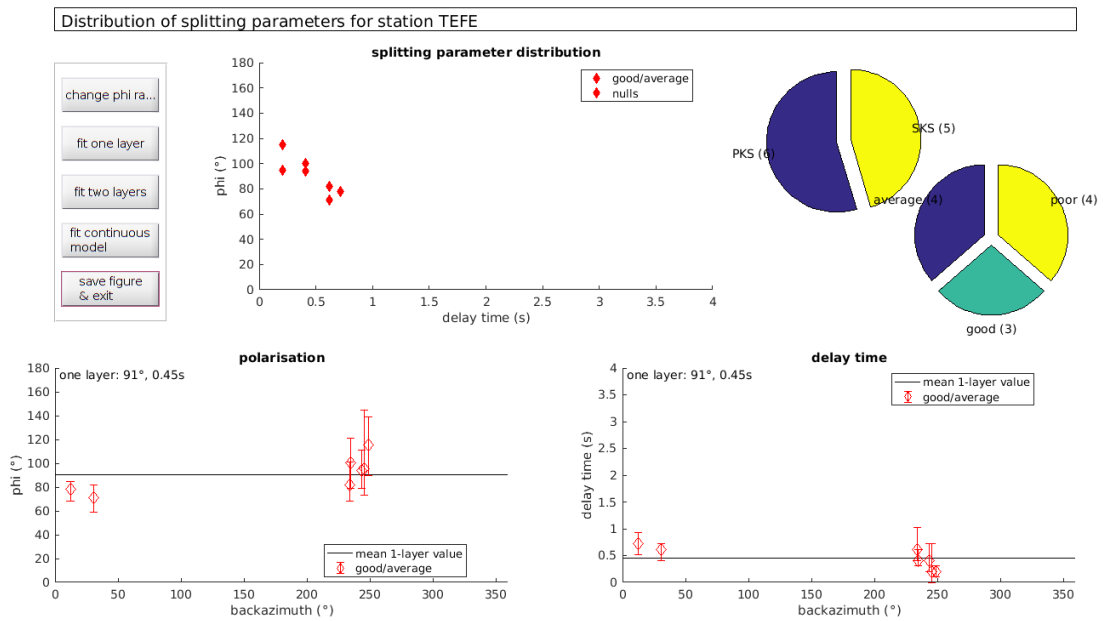 Distribution of splitting parameters for station TEFE
change phi ra...
fit one layer
fit two layers
fit continuous
model
save figure
& exit
splitting parameter distribution
good/average
nulls
phi (°)
180
160
140
120
100
80
60
40
20
0
0 0.5 1 1.5 2 2.5 3 3.5 4
delay time (s)
SKS (5)
PKS (6)
average (4)
poor (4)
good (3)
polarisation
one layer: 91°, 0.45s
phi (°)
180
160
140
120
100
80
60
40
20
0
mean 1-layer value
good/average
0 50 100 150 200 250 300 350
backazimuth (°)
delay time
one layer: 91°, 0.45s
mean 1-layer value
good/average
delay time (s)
4
3.5
3
2.5
2
1.5
1
0.5
0
0 50 100 150 200 250 300 350
backazimuth (°)